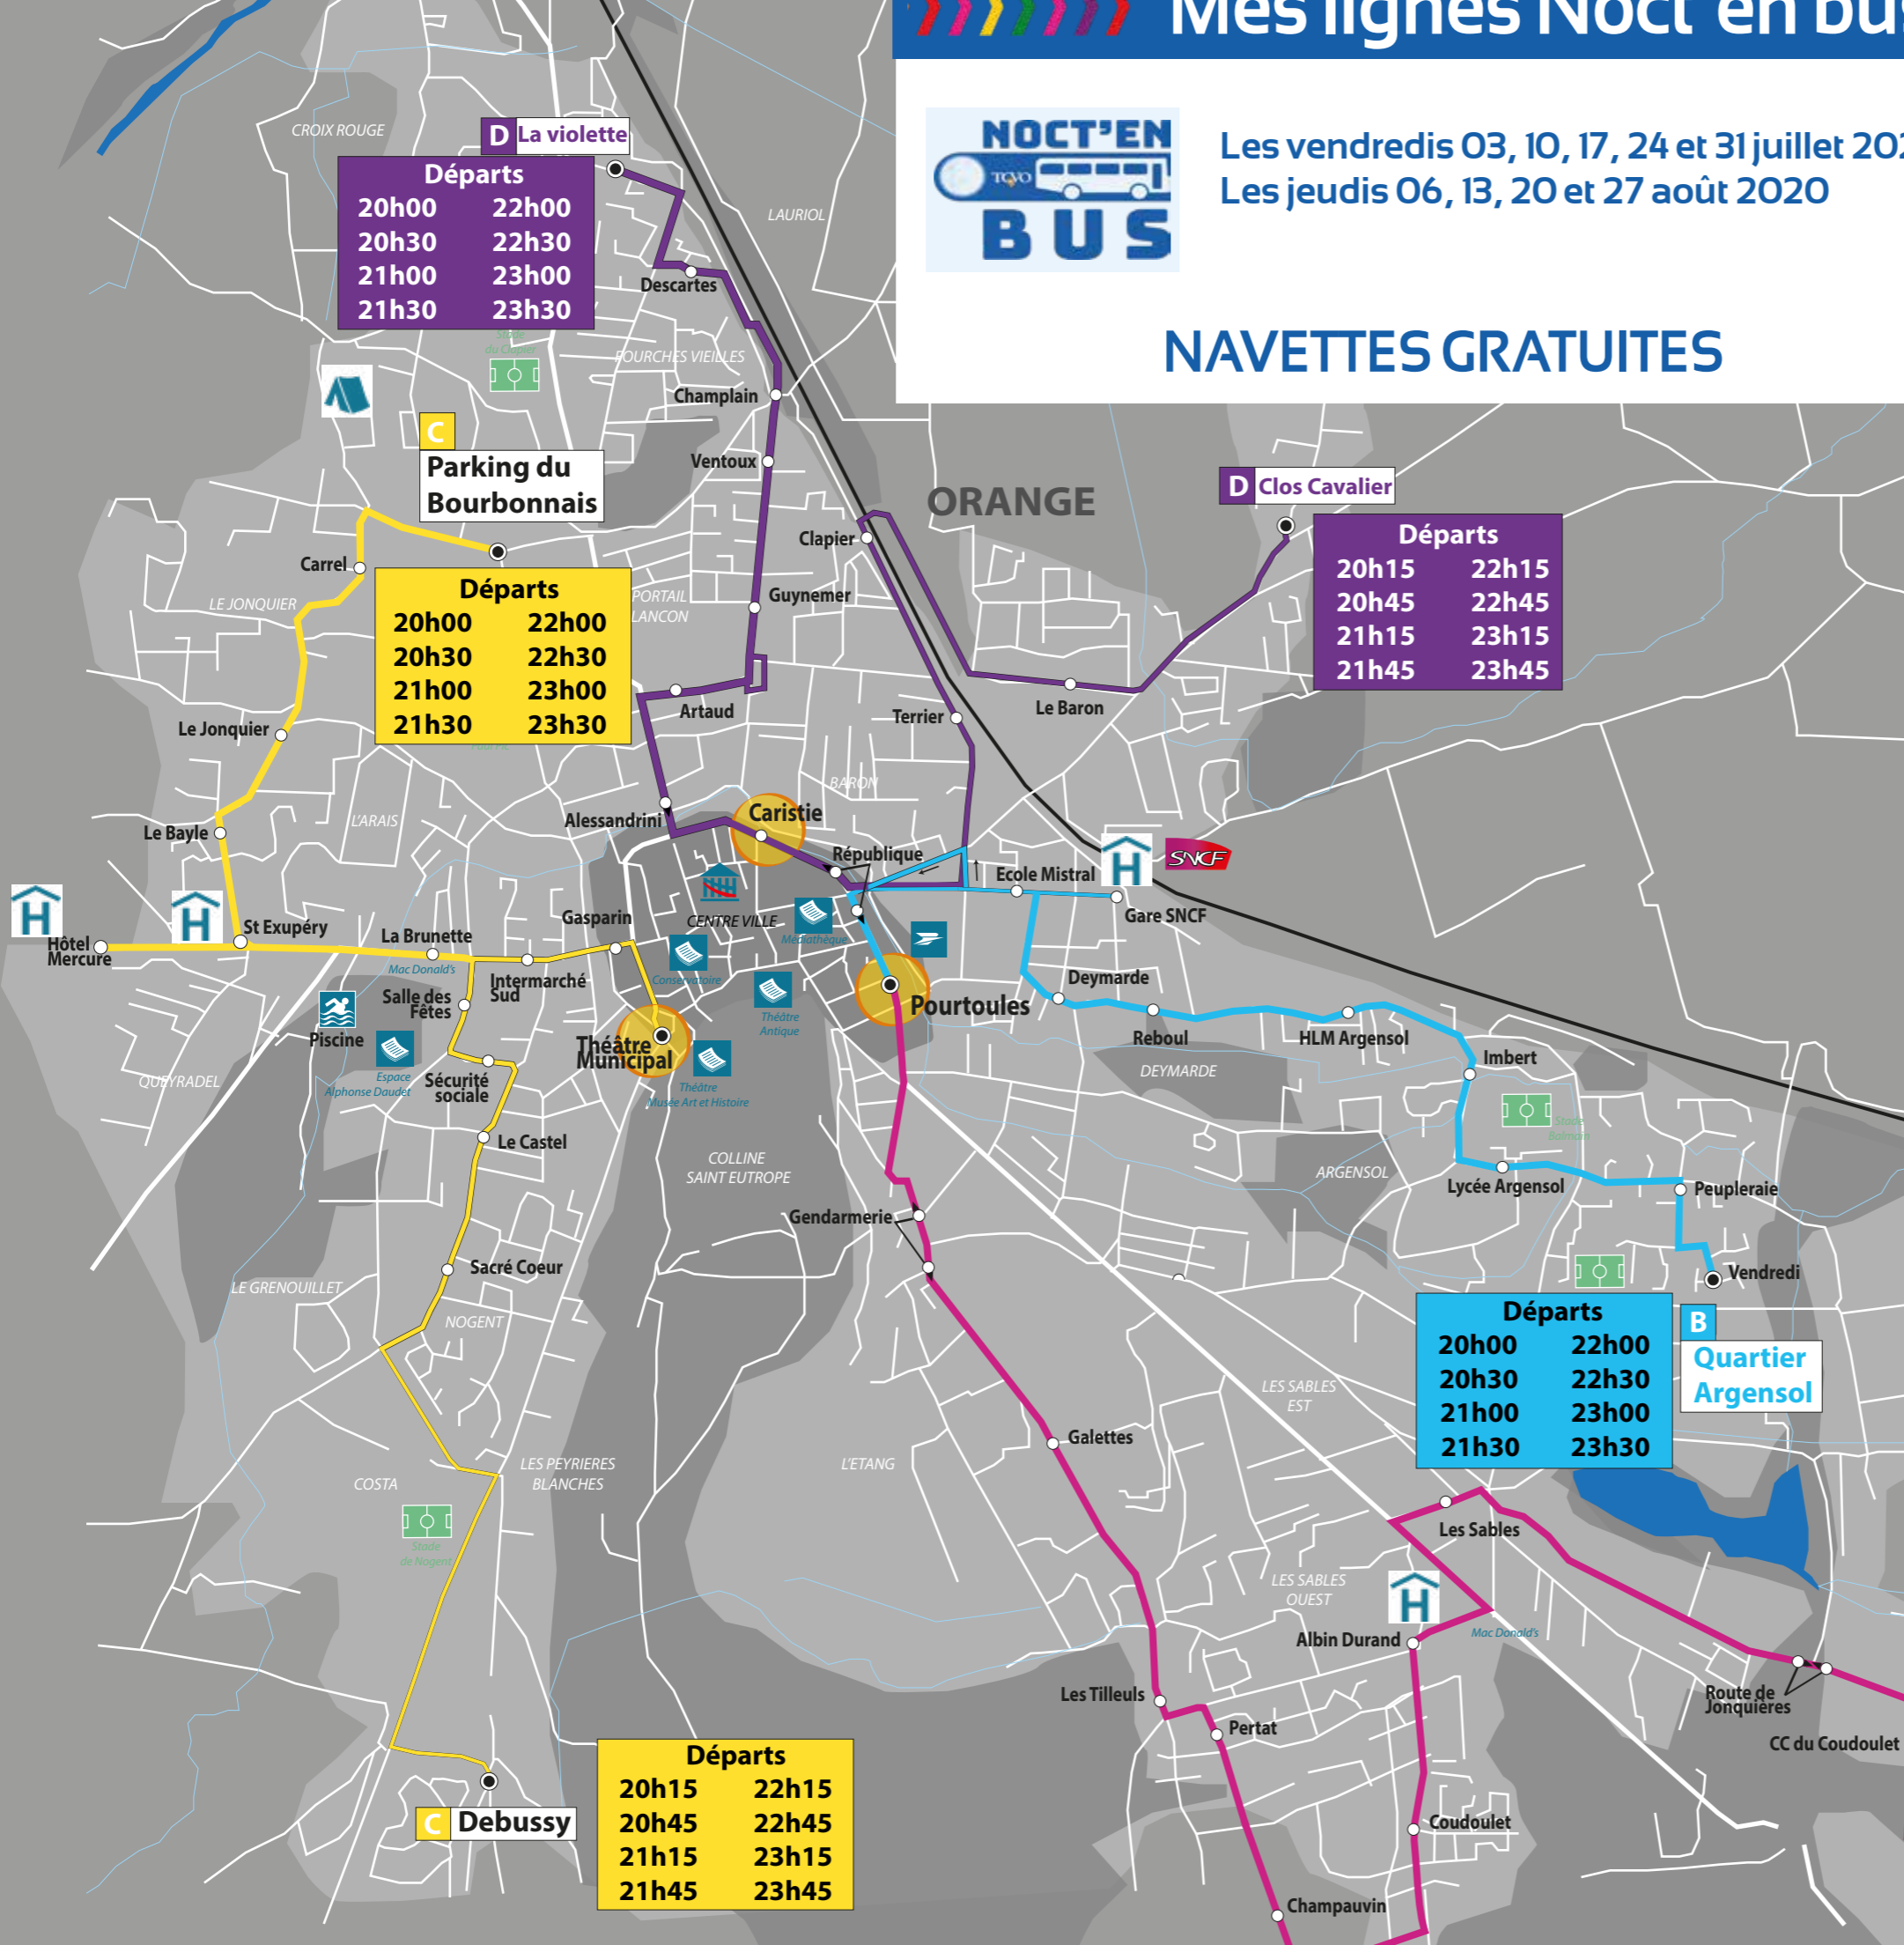 Mes lignes Noct'en bus
NOCT'EN
TCVO
BUS
Les vendredis 03, 10, 17, 24 et 31 juillet 202
Les jeudis 06, 13, 20 et 27 août 2020
NAVETTES GRATUITES
CROIX ROUGE
D La violette
Départs
20h00 22h00
20h30 22h30
21h00 23h00
21h30 23h30
LAURIOL
Descartes
Stade
du Clapier
FOURCHES VIEILLES
Champlain
C
Parking du
Bourbonnais
Ventoux
ORANGE
D Clos Cavalier
Départs
20h15 22h15
20h45 22h45
21h15 23h15
21h45 23h45
Clapier
Carrel
LE JONQUIER
Départs
20h00 22h00
20h30 22h30
21h00 23h00
21h30 23h30
PORTAIL
LANCON
Guynemer
Artaud
Le Baron
Terrier
Le Jonquier
BARON
Caristie
L'ARAIS
Alessandrini
Le Bayle
République
Ecole Mistral
H
SNCF
Gare SNCF
H
H
Hôtel
Mercure
St Exupéry
La Brunette
Mac Donald's
Gasparin
CENTRE VILLE
Médiathèque
Conservatoire
Intermarché
Sud
Salle des
Fêtes
Théâtre
Antique
Pourtoules
Deymarde
Reboul
HLM Argensol
Imbert
Piscine
Espace
Alphonse Daudet
Théâtre
Municipal
Théâtre
Musée Art et Histoire
QUEYRADEL
Sécurité
sociale
DEYMARDE
Stade
Balmain
Le Castel
COLLINE
SAINT EUTROPE
ARGENSOL
Lycée Argensol
Peupleraie
Gendarmerie
Sacré Coeur
Vendredi
LE GRENOUILLET
NOGENT
Départs
20h00 22h00
20h30 22h30
21h00 23h00
21h30 23h30
B
Quartier
Argensol
LES SABLES
EST
Galettes
L'ETANG
LES PEYRIERES
BLANCHES
COSTA
Stade
de Nogent
Les Sables
LES SABLES
OUEST
H
Mac Donald's
Albin Durand
Les Tilleuls
Pertat
Route de
Jonquières
CC du Coudoulet
C Debussy
Départs
20h15 22h15
20h45 22h45
21h15 23h15
21h45 23h45
Coudoulet
Champauvin